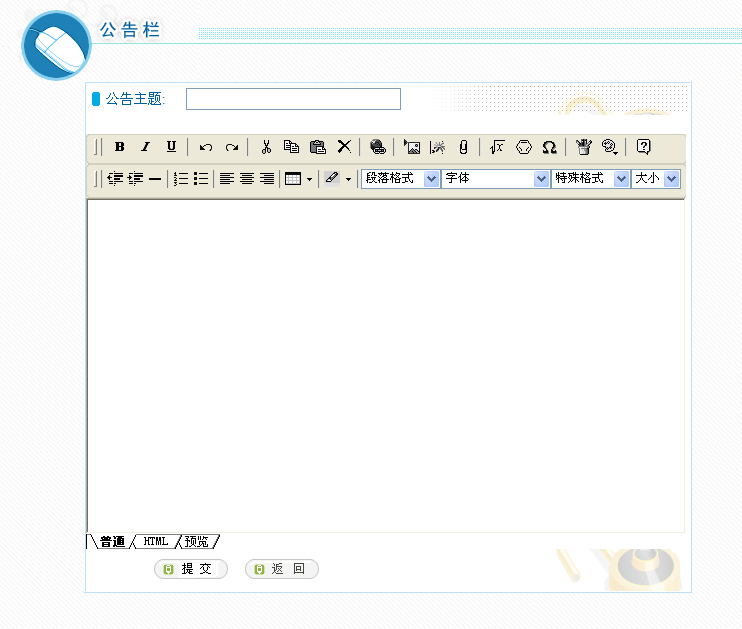 公告栏
公告主题:
B I U
段落格式 字体 特殊格式 大小
普通 HTML 预览
提 交 返 回